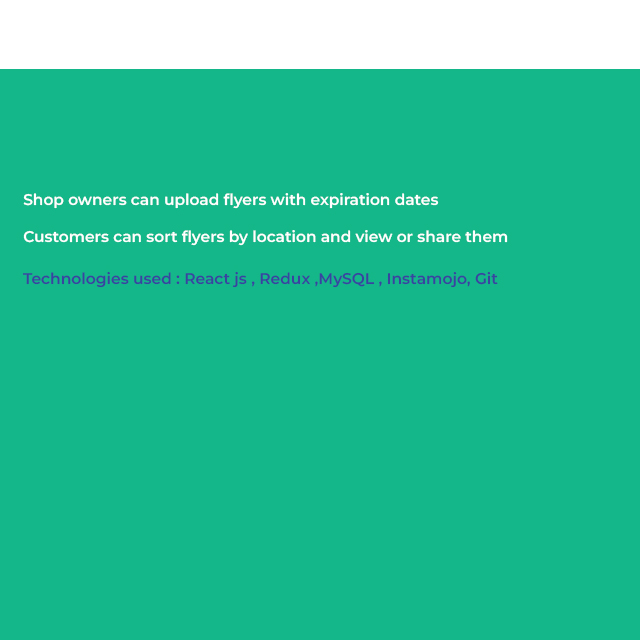 Shop owners can upload flyers with expiration dates
Customers can sort flyers by location and view or share them
Technologies used : React js , Redux ,MySQL , Instamojo, Git